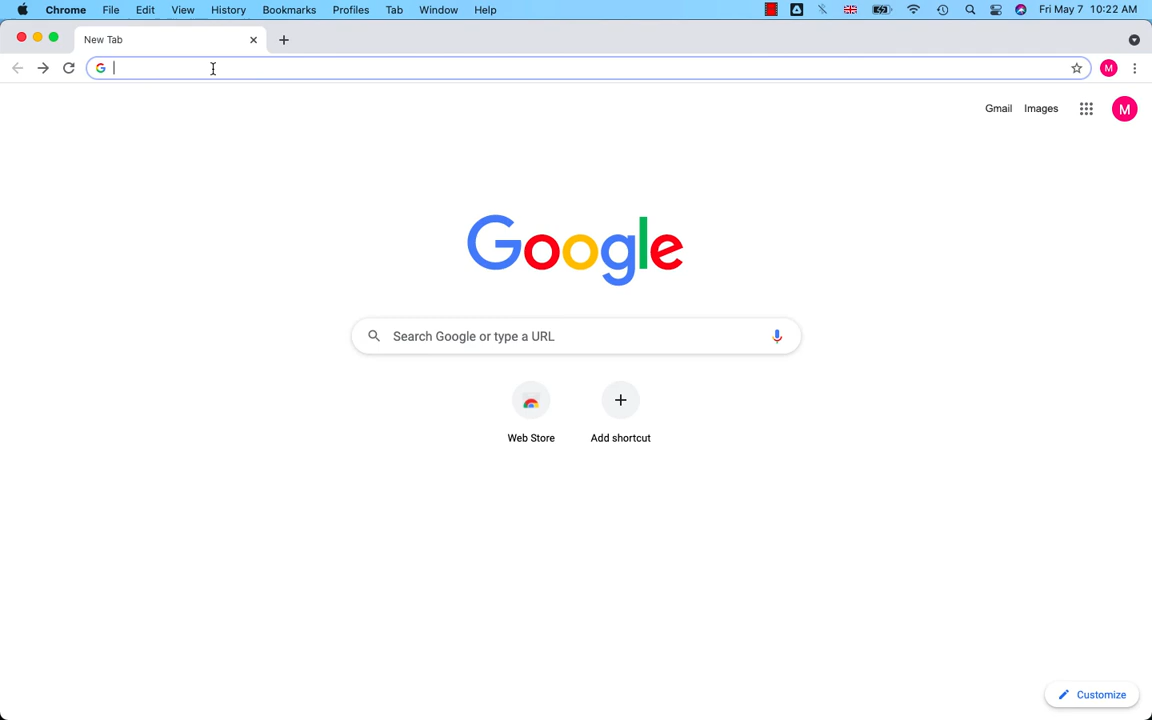 Chrome File Edit View History Bookmarks Profiles Tab Window Help Fri May 7 10:22 AM
New Tab
G
M
Gmail Images M
Google
Search Google or type a URL
Web Store Add shortcut
Customize